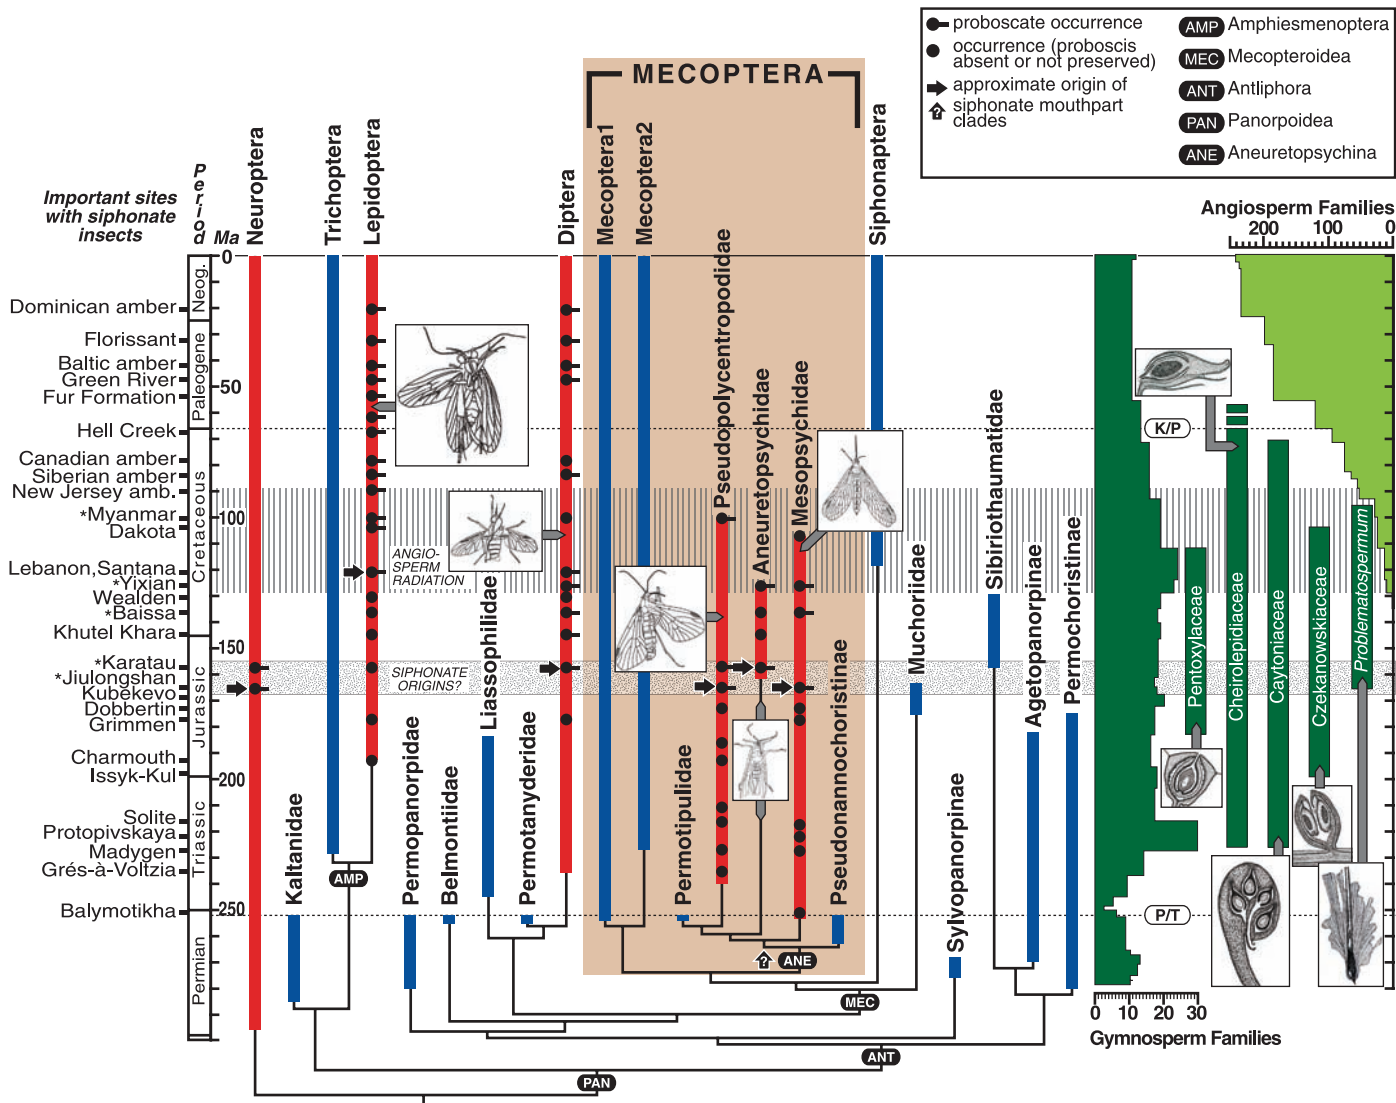 proboscate occurrence
occurrence (proboscis
absent or not preserved)
approximate origin of
siphonate mouthpart
clades
?
AMP Amphiesmenoptera
MEC Mecopteroidea
ANT Antliphora
PAN Panorpoidea
ANE Aneuretopsychina
MECOPTERA
Important sites
with siphonate
insects
Period
Ma
Neuroptera
Trichoptera
Lepidoptera
Diptera
Mecoptera1
Mecoptera2
Siphonaptera
Pseudopolycentropodidae
Aneuretopsychidae
Mesopsychidae
Angiosperm Families
200
100
0
0
50
100
150
200
250
Neog.
Paleogene
Cretaceous
Jurassic
Triassic
Permian
Dominican amber
Florissant
Baltic amber
Green River
Fur Formation
Hell Creek
Canadian amber
Siberian amber
New Jersey amb.
*Myanmar
Dakota
Lebanon,Santana
*Yixian
Wealden
*Baissa
Khutel Khara
*Karatau
*Jiulongshan
Kubekevo
Dobbertin
Grimmen
Charmouth
Issyk-Kul
Solite
Protopivskaya
Madygen
Grés-à-Voltzia
Balymotikha
ANGIO-
SPERM
RADIATION
SIPHONATE
ORIGINS?
Kaltanidae
Permopanorpidae
Belmontiidae
Liassophilidae
Permotanyderidae
Permotipulidae
Pseudonannochoristinae
Muchoriidae
Sylvopanorpinae
Sibiriothaumatidae
Agetopanorpinae
Permochoristinae
K/P
P/T
Pentoxylaceae
Cheirolepidiaceae
Caytoniaceae
Czekanowskiaceae
Problematospermum
AMP
?
ANE
MEC
ANT
PAN
0
10
20
30
Gymnosperm Families